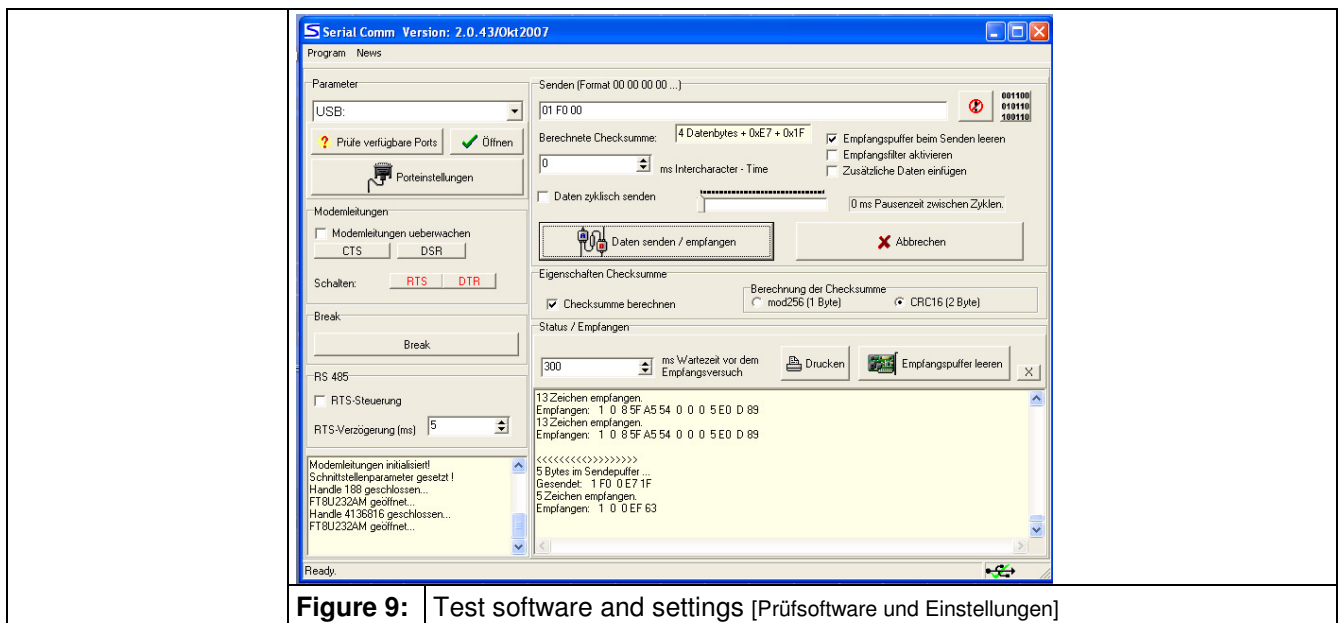 Serial Comm Version: 2.0.43/Okt2007
Program News
Parameter
USB:
Prüfe verfügbare Ports
Öffnen
Porteinstellungen
Modemleitungen
Modemleitungen ueberwachen
CTS DSR
Schalten: RTS DTR
Break
Break
RS 485
RTS-Steuerung
RTS-Verzögerung (ms) 5
Modemleitungen initialisiert!
Schnittstellenparameter gesetzt !
Handle 188 geschlossen...
FT8U232AM geöffnet...
Handle 4136816 geschlossen...
FT8U232AM geöffnet...
Senden (Format 00 00 00 00 ...)
01 F0 00
001100
010110
100110
Berechnete Checksumme: 4 Datenbytes + 0xE7 + 0x1F
Empfangspuffer beim Senden leeren
Empfangsfilter aktivieren
Zusätzliche Daten einfügen
0 ms Intercharacter - Time
Daten zyklisch senden
0 ms Pausenzeit zwischen Zyklen.
Daten senden / empfangen
Abbrechen
Eigenschaften Checksumme
Checksumme berechnen
Berechnung der Checksumme
mod256 (1 Byte) CRC16 (2 Byte)
Status / Empfangen
300 ms Wartezeit vor dem
Empfangsversuch
Drucken
Empfangspuffer leeren
X
13 Zeichen empfangen.
Empfangen: 1 0 8 5F A5 54 0 0 0 5 E0 D 89
13 Zeichen empfangen.
Empfangen: 1 0 8 5F A5 54 0 0 0 5 E0 D 89
<<<<<<<<<>>>>>>>>>
5 Bytes im Sendepuffer ...
Gesendet: 1 F0 0 E7 1F
5 Zeichen empfangen.
Empfangen: 1 0 0 EF 63
Ready.
Figure 9: Test software and settings [Prüfsoftware und Einstellungen]